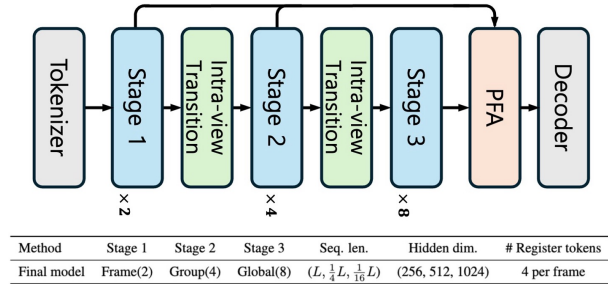 Tokenizer
Stage 1
Intra-view
Transition
Stage 2
Intra-view
Transition
Stage 3
PFA
Decoder
×2
×4
×8
Method Stage 1 Stage 2 Stage 3 Seq. len. Hidden dim. # Register tokens
Final model Frame(2) Group(4) Global(8) (L, 1/4 L, 1/16 L) (256, 512, 1024) 4 per frame